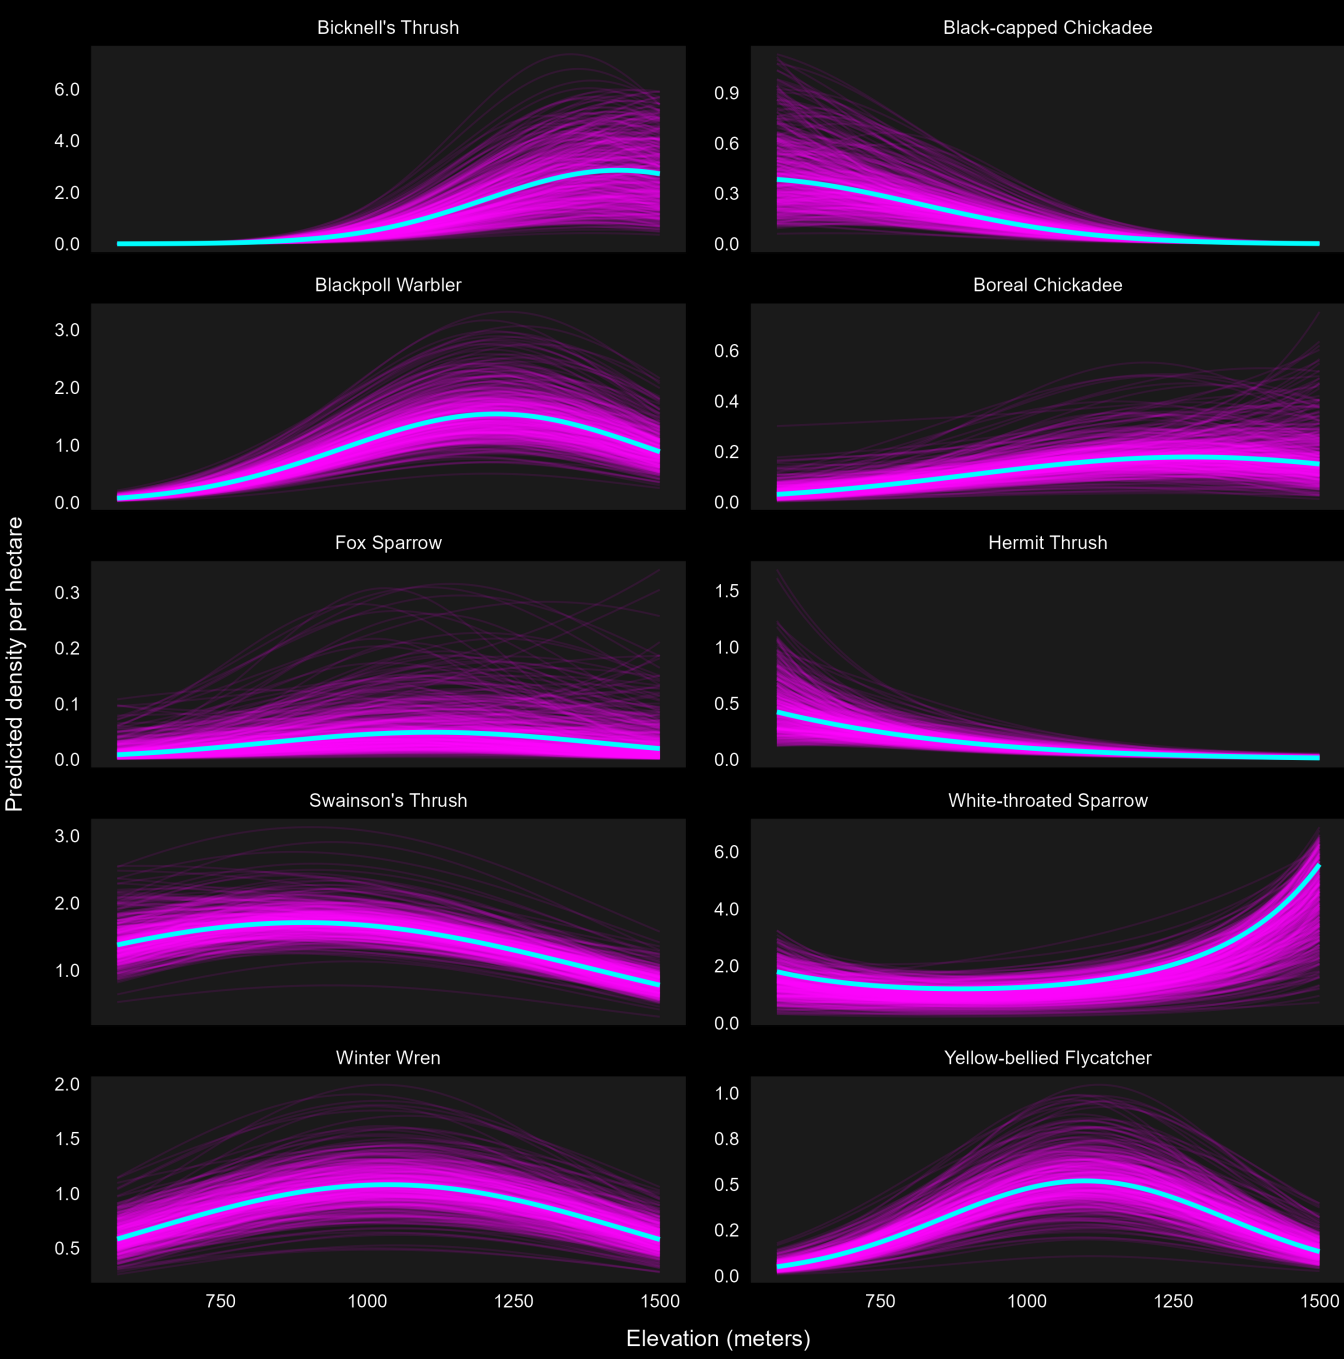 Bicknell's Thrush
Black-capped Chickadee
6.0
4.0
2.0
0.0
0.9
0.6
0.3
0.0
Blackpoll Warbler
Boreal Chickadee
3.0
2.0
1.0
0.0
0.6
0.4
0.2
0.0
Predicted density per hectare
Fox Sparrow
Hermit Thrush
0.3
0.2
0.1
0.0
1.5
1.0
0.5
0.0
Swainson's Thrush
White-throated Sparrow
3.0
2.0
1.0
6.0
4.0
2.0
0.0
Winter Wren
Yellow-bellied Flycatcher
2.0
1.5
1.0
0.5
1.0
0.8
0.5
0.2
0.0
750 1000 1250 1500
750 1000 1250 1500
Elevation (meters)